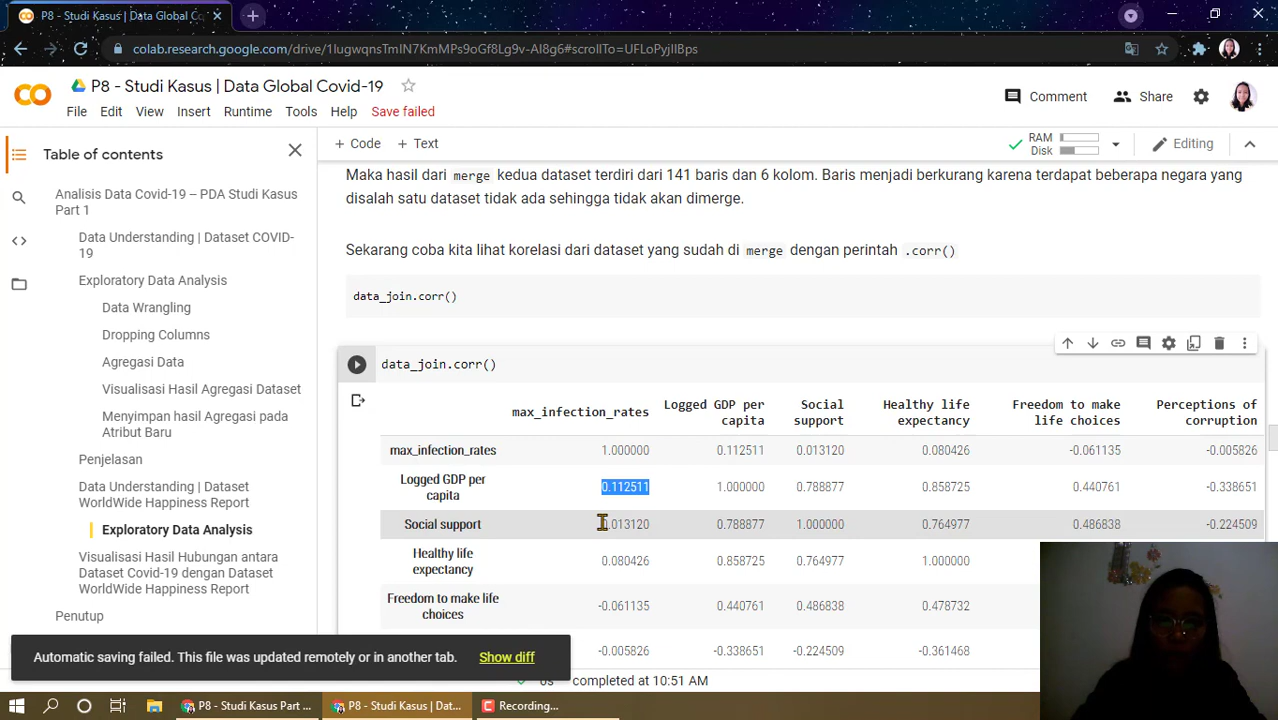 P8 - Studi Kasus | Data Global Co
colab.research.google.com/drive/1lugwqnsTmIN7KmMPs9oGf8Lg9v-AI8g6#scrollTo=UFLoPyjlIBps
P8 - Studi Kasus | Data Global Covid-19
File Edit View Insert Runtime Tools Help Save failed
Comment Share
Table of contents
Analisis Data Covid-19 – PDA Studi Kasus
Part 1
Data Understanding | Dataset COVID-
19
Exploratory Data Analysis
Data Wrangling
Dropping Columns
Agregasi Data
Visualisasi Hasil Agregasi Dataset
Menyimpan hasil Agregasi pada
Atribut Baru
Penjelasan
Data Understanding | Dataset
WorldWide Happiness Report
Exploratory Data Analysis
Visualisasi Hasil Hubungan antara
Dataset Covid-19 dengan Dataset
WorldWide Happiness Report
Penutup
+ Code + Text
RAM
Disk
Editing
Maka hasil dari merge kedua dataset terdiri dari 141 baris dan 6 kolom. Baris menjadi berkurang karena terdapat beberapa negara yang
disalah satu dataset tidak ada sehingga tidak akan dimerge.
Sekarang coba kita lihat korelasi dari dataset yang sudah di merge dengan perintah .corr()
data_join.corr()
data_join.corr()
max_infection_rates Logged GDP per capita Social support Healthy life expectancy Freedom to make life choices Perceptions of corruption
max_infection_rates 1.000000 0.112511 0.013120 0.080426 -0.061135 -0.005826
Logged GDP per capita 0.112511 1.000000 0.788877 0.858725 0.440761 -0.338651
Social support 0.013120 0.788877 1.000000 0.764977 0.486838 -0.224509
Healthy life expectancy 0.080426 0.858725 0.764977 1.000000
Freedom to make life choices -0.061135 0.440761 0.486838 0.478732
-0.005826 -0.338651 -0.224509 -0.361468
Automatic saving failed. This file was updated remotely or in another tab. Show diff
0s completed at 10:51 AM
P8 - Studi Kasus Part ... P8 - Studi Kasus | Dat... Recording...